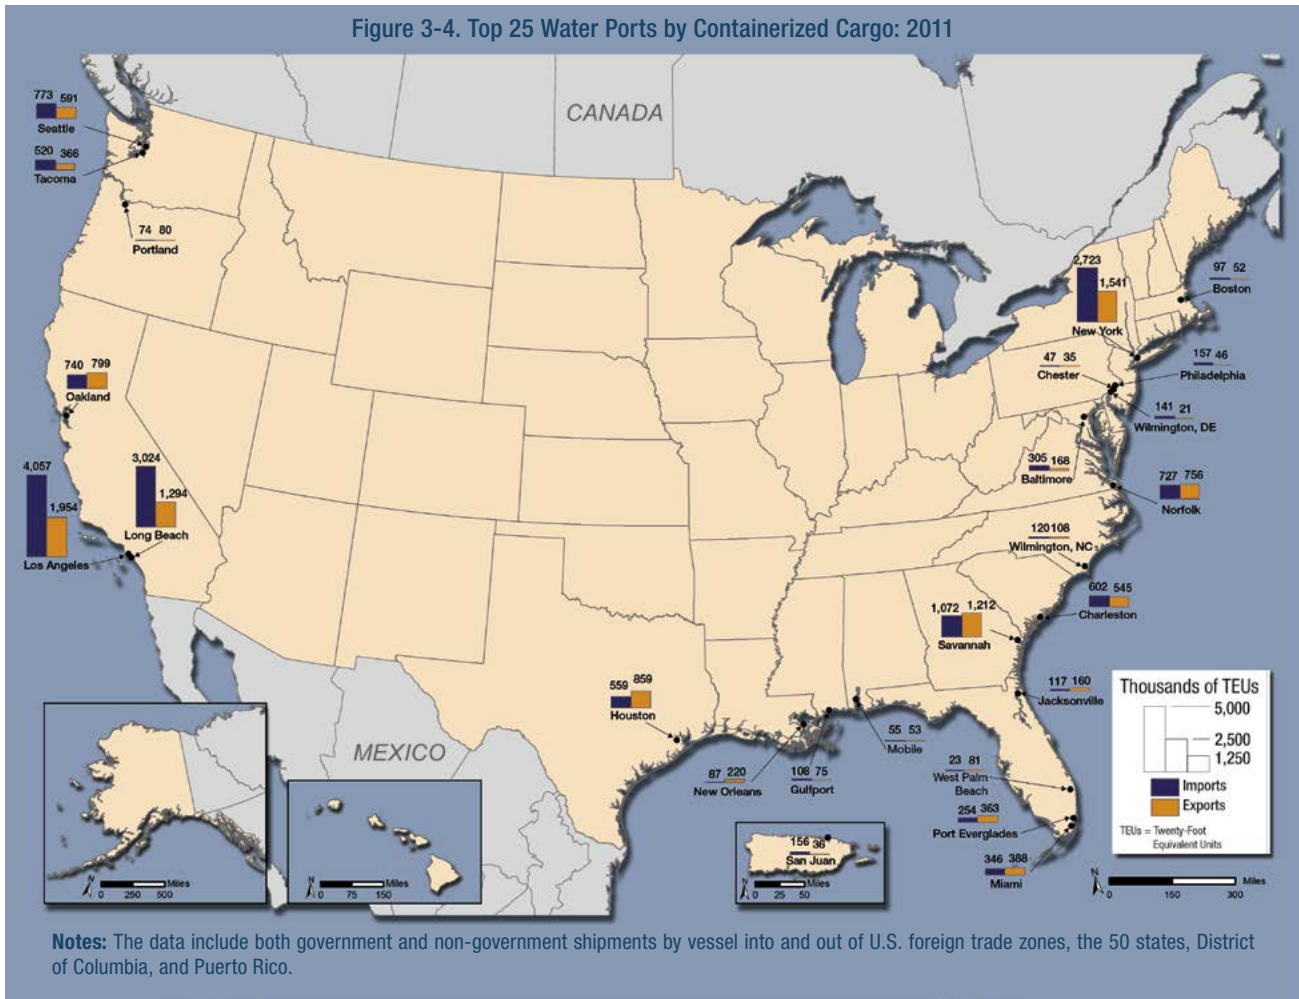 Figure 3-4. Top 25 Water Ports by Containerized Cargo: 2011
CANADA
773 591
Seattle
520 366
Tacoma
74 80
Portland
2,723
1,541
New York
97 52
Boston
47 35
Chester
157 46
Philadelphia
141 21
Wilmington, DE
740 799
Oakland
305 168
Baltimore
727 756
Norfolk
4,057
1,954
Los Angeles
3,024
1,294
Long Beach
120 108
Wilmington, NC
602 545
Charleston
1,072 1,212
Savannah
559 859
Houston
117 160
Jacksonville
55 53
Mobile
87 220
New Orleans
108 75
Gulfport
23 81
West Palm
Beach
254 363
Port Everglades
346 388
Miami
156 36
San Juan
MEXICO
Thousands of TEUs
5,000
2,500
1,250
Imports
Exports
TEUs = Twenty-Foot
Equivalent Units
N
Miles
0 250 500
N
Miles
0 75 150
N
Miles
0 25 50
N
Miles
0 150 300
Notes: The data include both government and non-government shipments by vessel into and out of U.S. foreign trade zones, the 50 states, District
of Columbia, and Puerto Rico.